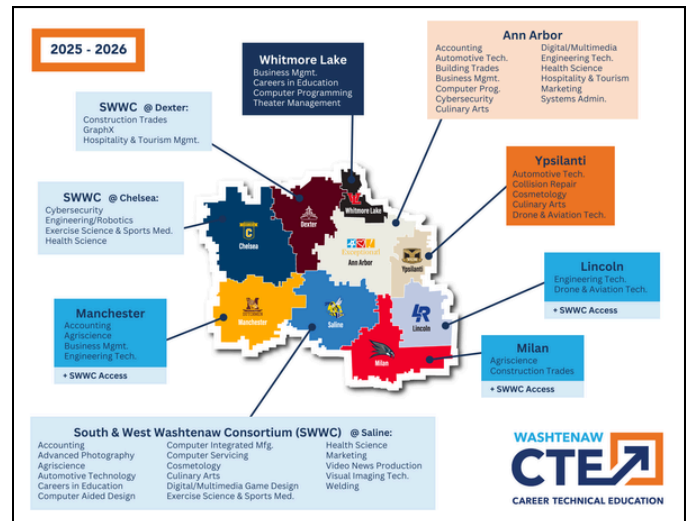 2025 - 2026
Whitmore Lake
Business Mgmt.
Careers in Education
Computer Programming
Theater Management
Ann Arbor
Accounting
Automotive Tech.
Building Trades
Business Mgmt.
Computer Prog.
Cybersecurity
Culinary Arts
Digital/Multimedia
Engineering Tech.
Health Science
Hospitality & Tourism
Marketing
Systems Admin.
SWWC @ Dexter:
Construction Trades
GraphX
Hospitality & Tourism Mgmt.
Ypsilanti
Automotive Tech.
Collision Repair
Cosmetology
Culinary Arts
Drone & Aviation Tech.
SWWC @ Chelsea:
Cybersecurity
Engineering/Robotics
Exercise Science & Sports Med.
Health Science
Whitmore Lake
Dexter
C
Chelsea
Exceptional
Ann Arbor
Ypsilanti
Lincoln
Engineering Tech.
Drone & Aviation Tech.
+ SWWC Access
Manchester
Accounting
Agriscience
Business Mgmt.
Engineering Tech.
+ SWWC Access
Manchester
Saline
LR
Lincoln
Milan
Milan
Agriscience
Construction Trades
+ SWWC Access
South & West Washtenaw Consortium (SWWC) @ Saline:
Accounting
Advanced Photography
Agriscience
Automotive Technology
Careers in Education
Computer Aided Design
Computer Integrated Mfg.
Computer Servicing
Cosmetology
Culinary Arts
Digital/Multimedia Game Design
Exercise Science & Sports Med.
Health Science
Marketing
Video News Production
Visual Imaging Tech.
Welding
WASHTENAW
CTE
CAREER TECHNICAL EDUCATION